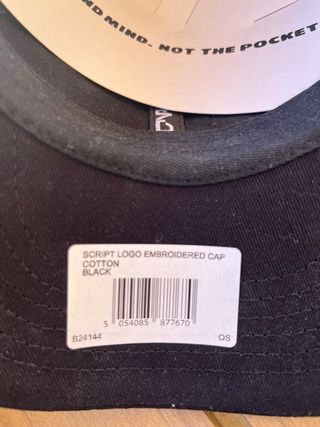 ND MIND. NOT THE POCKET
SCRIPT LOGO EMBROIDERED CAP
COTTON
BLACK
5 054085 877670
B24144 OS